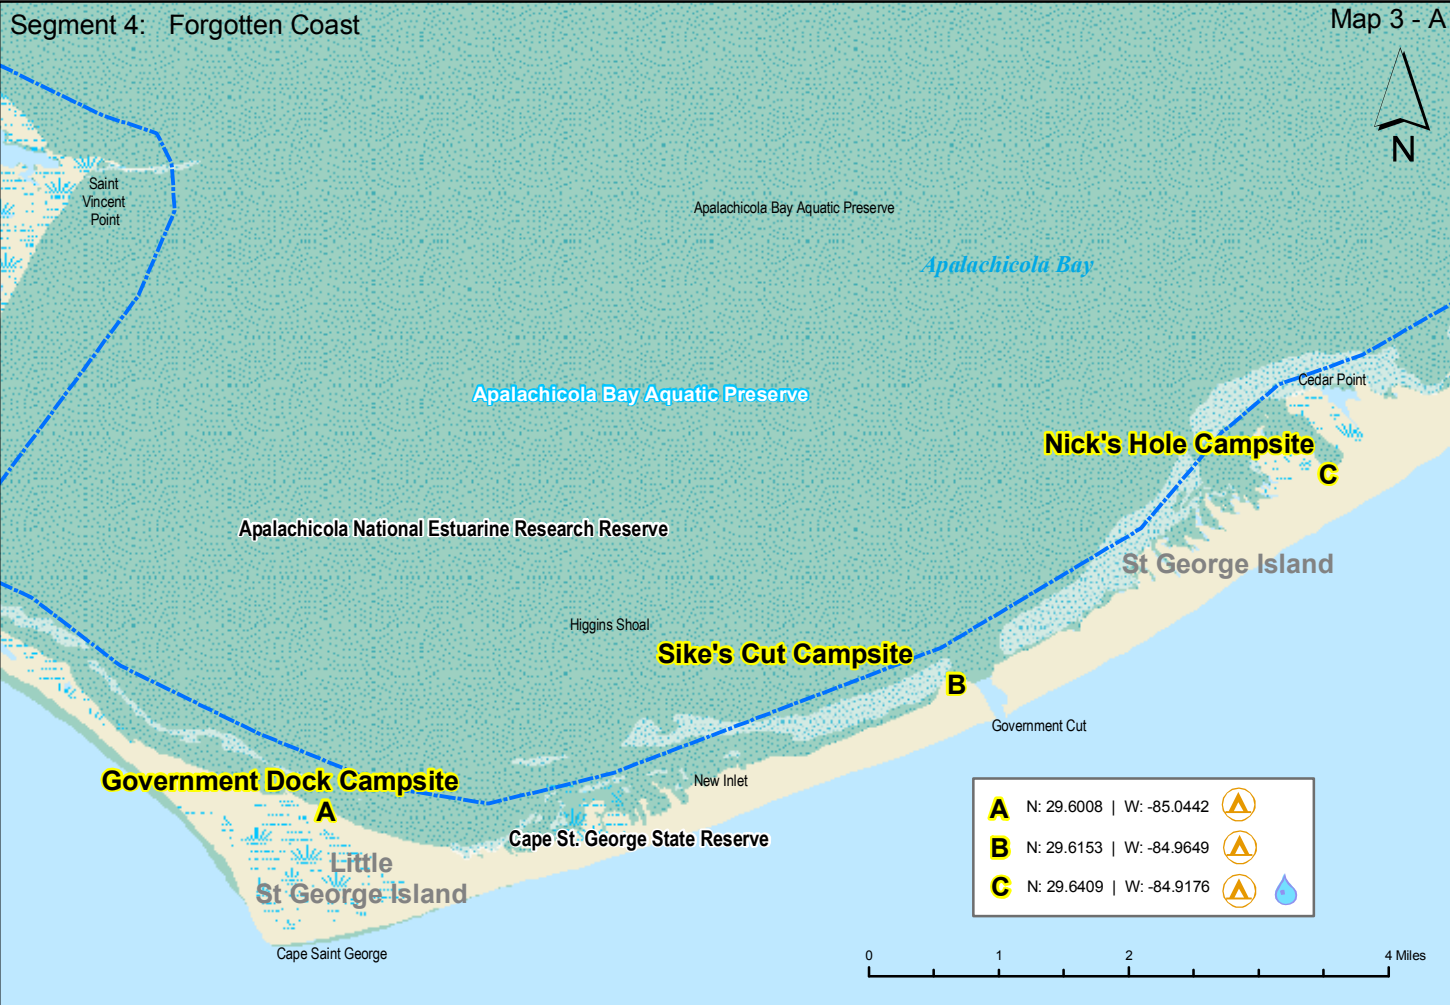 Segment 4: Forgotten Coast
Map 3 - A
N
Saint
Vincent
Point
Apalachicola Bay Aquatic Preserve
Apalachicola Bay
Apalachicola Bay Aquatic Preserve
Cedar Point
Nick's Hole Campsite
C
Apalachicola National Estuarine Research Reserve
St George Island
Higgins Shoal
Sike's Cut Campsite
B
Government Cut
Government Dock Campsite
A
New Inlet
Cape St. George State Reserve
Little
St George Island
Cape Saint George
A N: 29.6008 | W: -85.0442
B N: 29.6153 | W: -84.9649
C N: 29.6409 | W: -84.9176
0 1 2 4 Miles